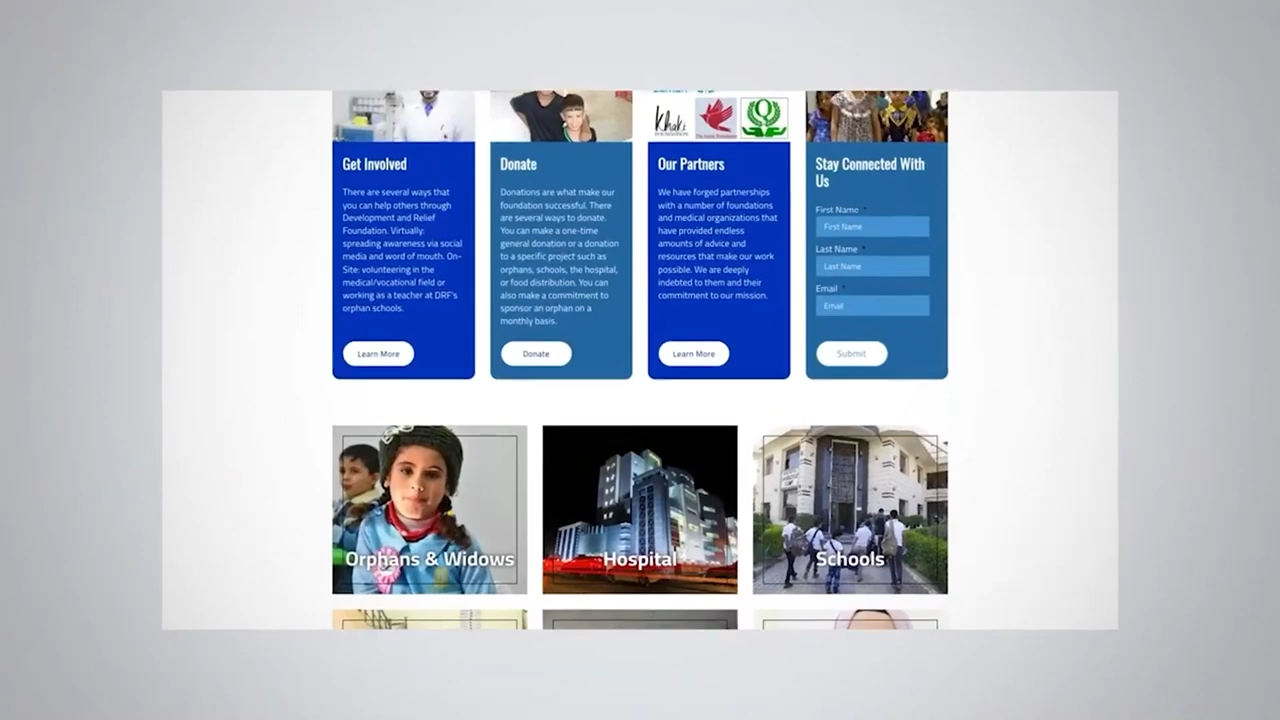 Khaki
FOUNDATION
Get Involved
There are several ways that
you can help others through
Development and Relief
Foundation. Virtually:
spreading awareness via social
media and word of mouth. On-
Site: volunteering in the
medical/vocational field or
working as a teacher at DRF's
orphan schools.
Learn More
Donate
Donations are what make our
foundation successful. There
are several ways to donate.
You can make a one-time
general donation or a donation
to a specific project such as
orphans, schools, the hospital,
or food distribution. You can
also make a commitment to
sponsor an orphan on a
monthly basis.
Donate
Our Partners
We have forged partnerships
with a number of foundations
and medical organizations that
have provided endless
amounts of advice and
resources that make our work
possible. We are deeply
indebted to them and their
commitment to our mission.
Learn More
Stay Connected With
Us
First Name *
First Name
Last Name *
Last Name
Email *
Email
Submit
Orphans & Widows
Hospital
Schools